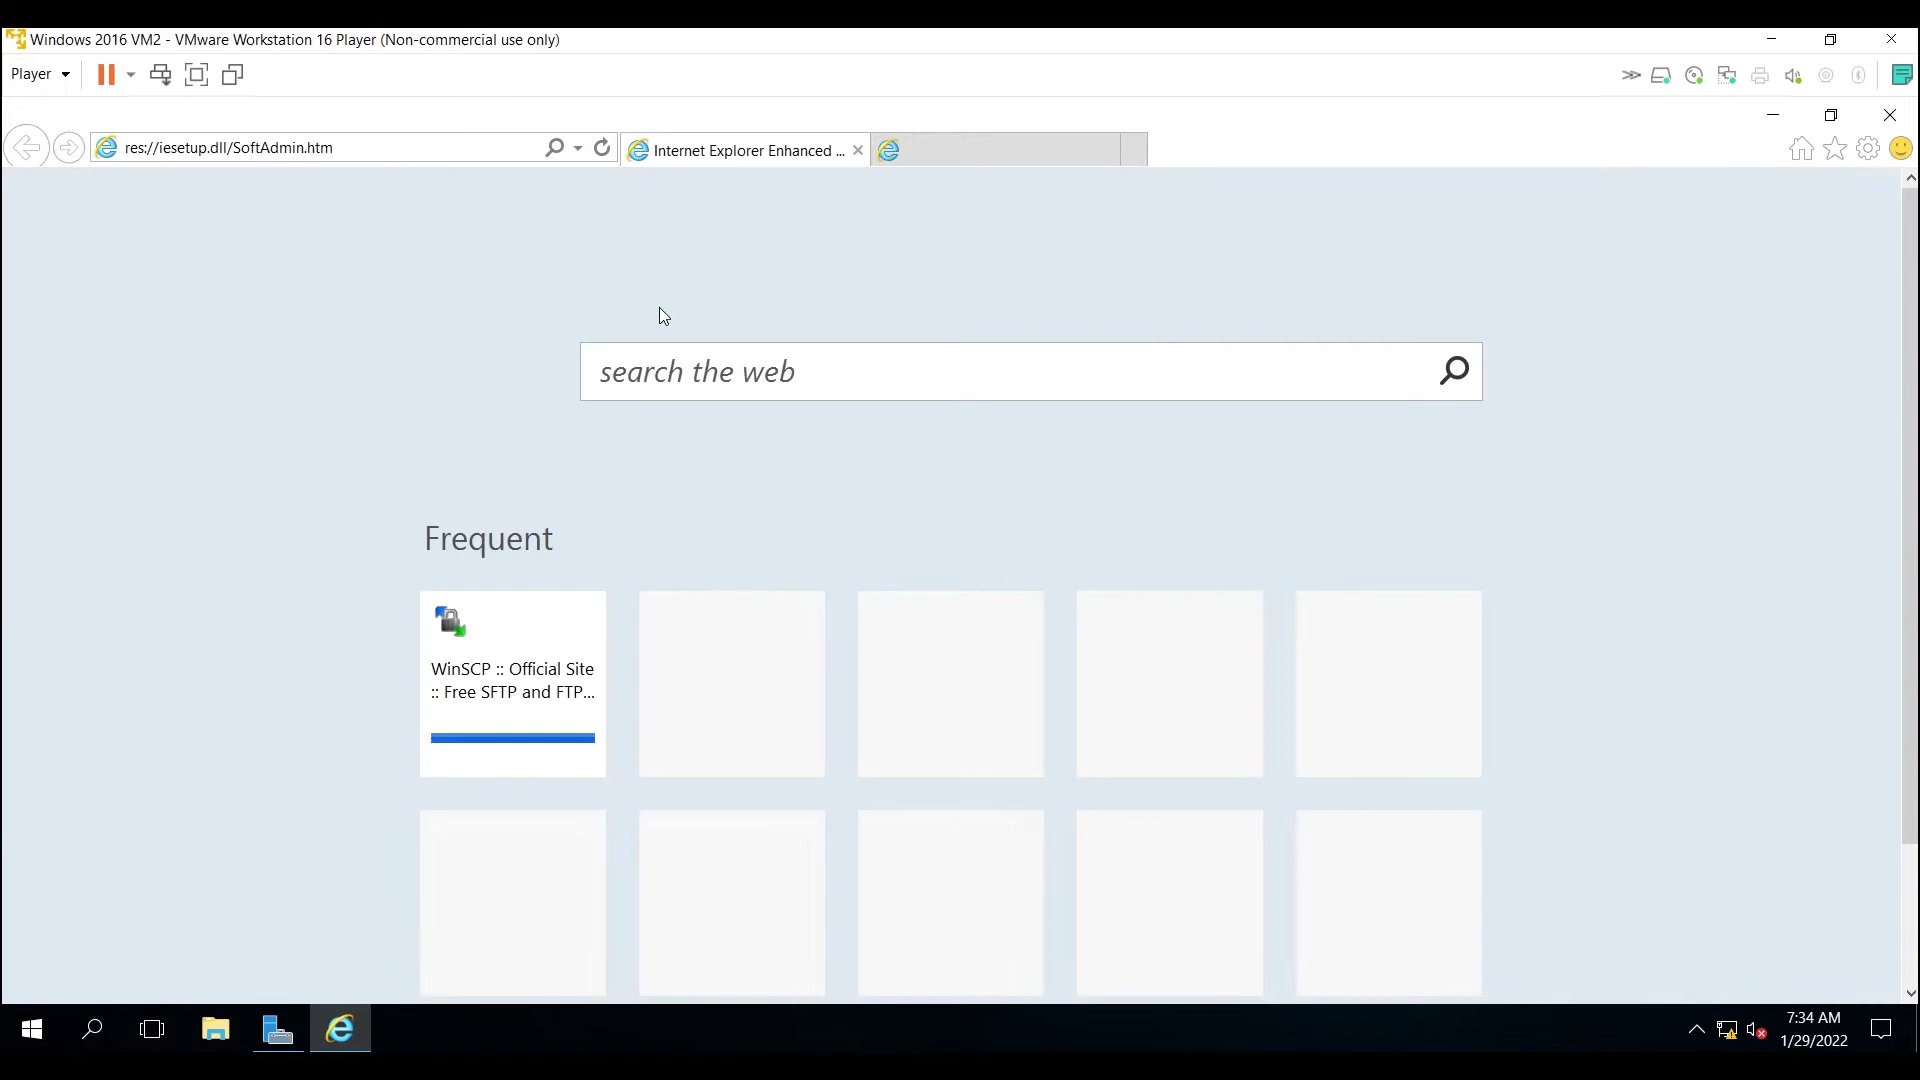 Windows 2016 VM2 - VMware Workstation 16 Player (Non-commercial use only)
Player
res://iesetup.dll/SoftAdmin.htm
Internet Explorer Enhanced ...
search the web
Frequent
WinSCP :: Official Site
:: Free SFTP and FTP...
7:34 AM
1/29/2022